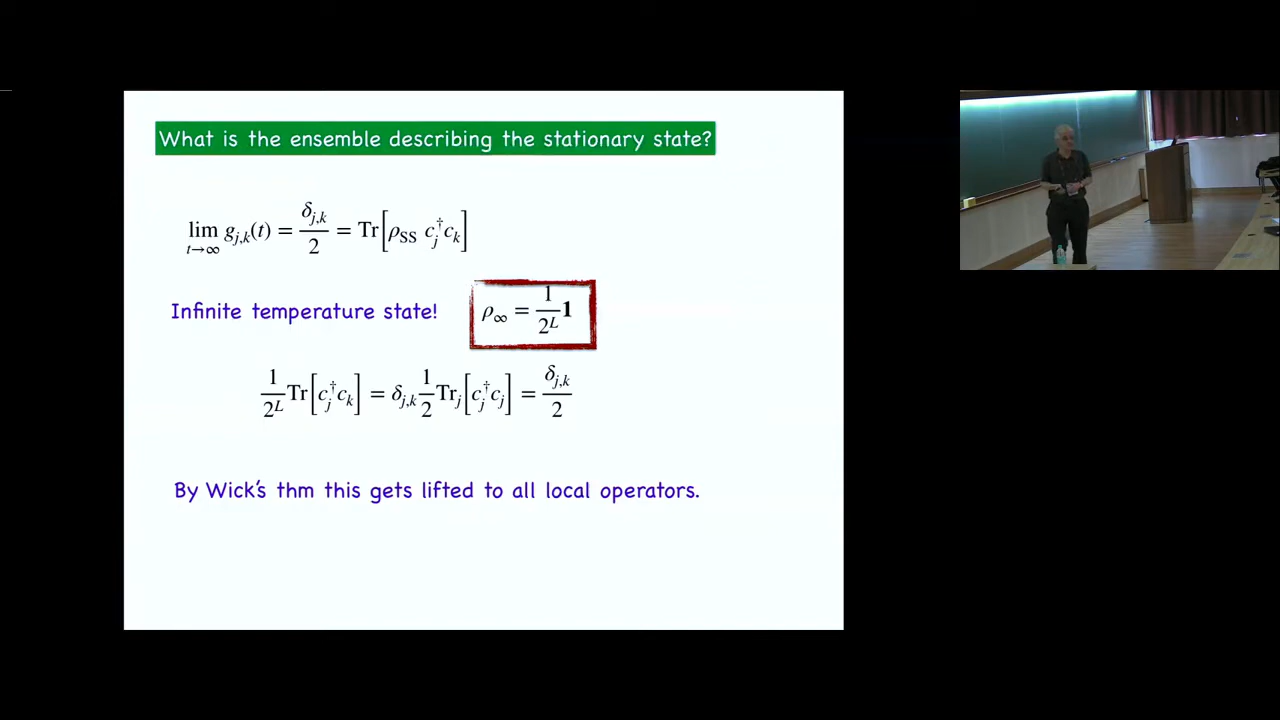 What is the ensemble describing the stationary state?
lim_{t→∞} g_{j,k}(t) = δ_{j,k}/2 = Tr[ρ_SS c_j^† c_k]
Infinite temperature state! ρ_∞ = 1/2^L 𝟏
1/2^L Tr[c_j^† c_k] = δ_{j,k} 1/2 Tr_j[c_j^† c_j] = δ_{j,k}/2
By Wick's thm this gets lifted to all local operators.